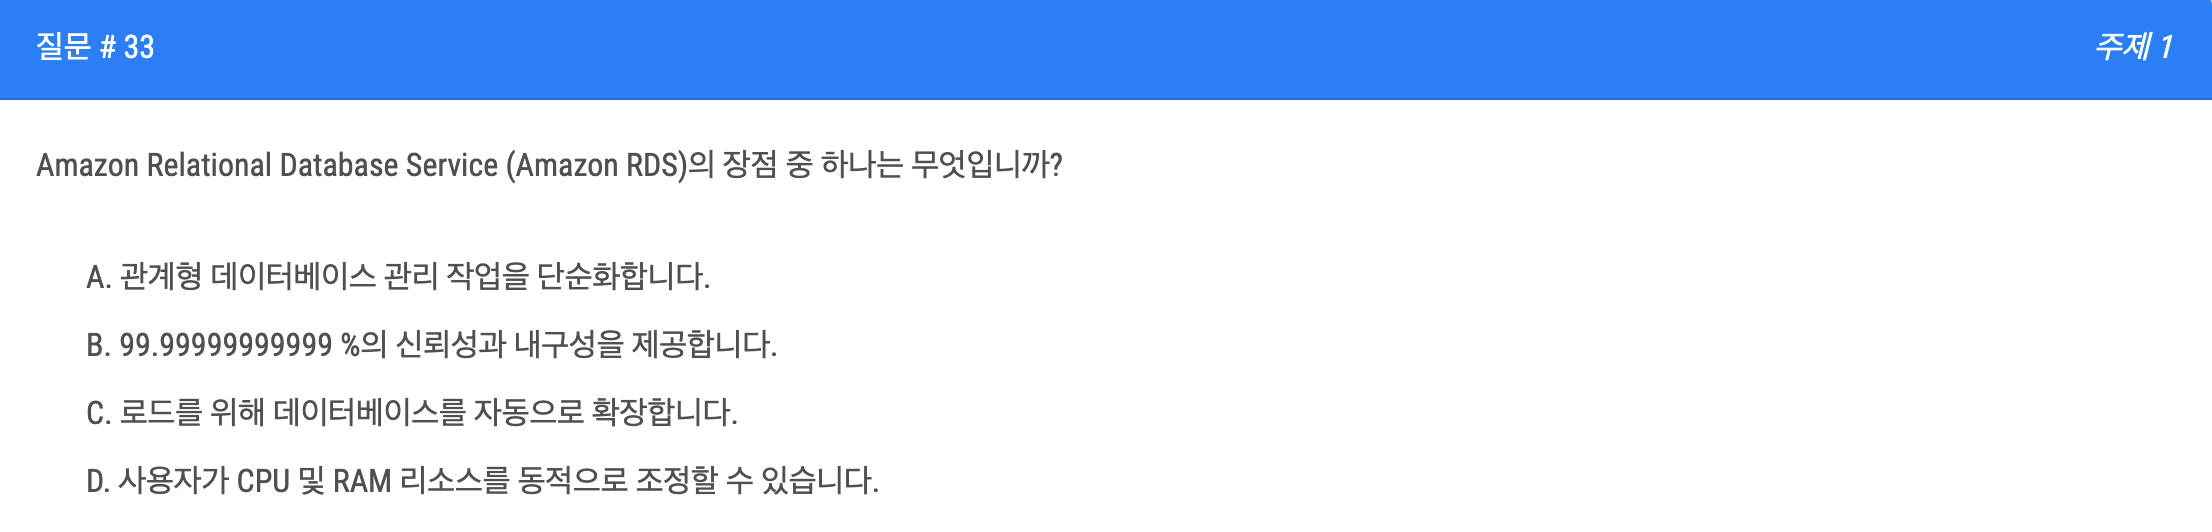 질문 # 33
주제 1
Amazon Relational Database Service (Amazon RDS)의 장점 중 하나는 무엇입니까?
A. 관계형 데이터베이스 관리 작업을 단순화합니다.
B. 99.99999999999 %의 신뢰성과 내구성을 제공합니다.
C. 로드를 위해 데이터베이스를 자동으로 확장합니다.
D. 사용자가 CPU 및 RAM 리소스를 동적으로 조정할 수 있습니다.